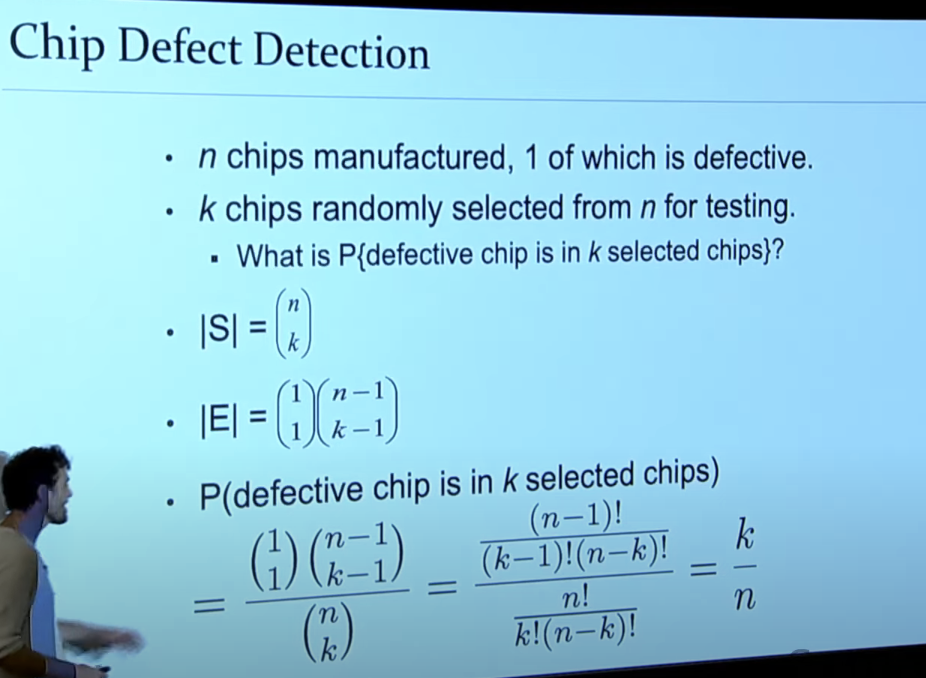 Chip Defect Detection
• n chips manufactured, 1 of which is defective.
• k chips randomly selected from n for testing.
▪ What is P{defective chip is in k selected chips}?
• |S| = \binom{n}{k}
• |E| = \binom{1}{1}\binom{n-1}{k-1}
• P(defective chip is in k selected chips)
= \frac{\binom{1}{1}\binom{n-1}{k-1}}{\binom{n}{k}} = \frac{\frac{(n-1)!}{(k-1)!(n-k)!}}{\frac{n!}{k!(n-k)!}} = \frac{k}{n}